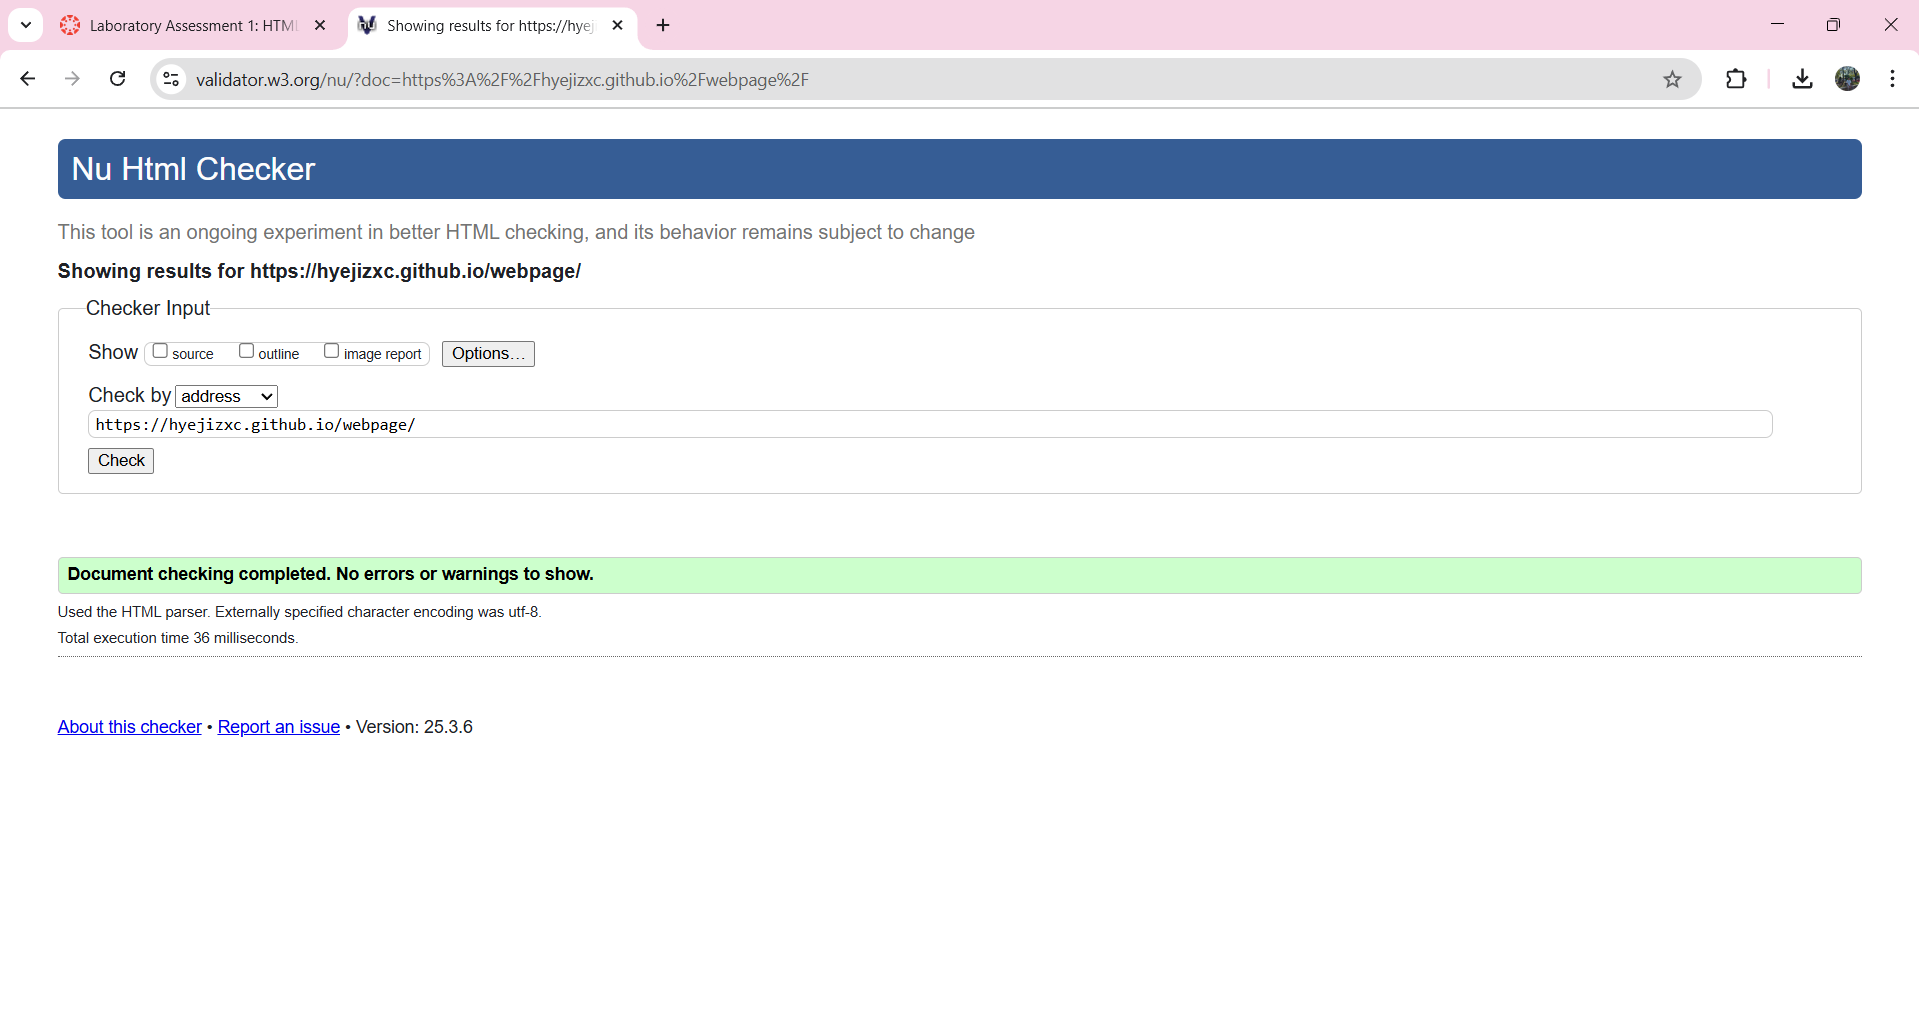 Laboratory Assessment 1: HTML
Showing results for https://hyej
validator.w3.org/nu/?doc=https%3A%2F%2Fhyejizxc.github.io%2Fwebpage%2F
Nu Html Checker
This tool is an ongoing experiment in better HTML checking, and its behavior remains subject to change
Showing results for https://hyejizxc.github.io/webpage/
Checker Input
Show source outline image report Options...
Check by address
https://hyejizxc.github.io/webpage/
Check
Document checking completed. No errors or warnings to show.
Used the HTML parser. Externally specified character encoding was utf-8.
Total execution time 36 milliseconds.
About this checker • Report an issue • Version: 25.3.6